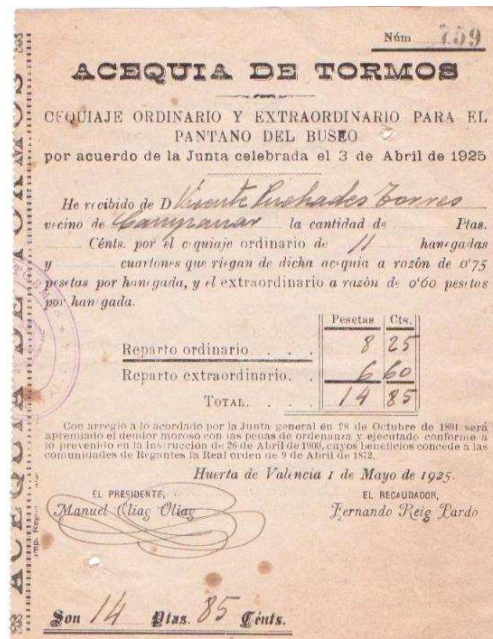 Núm 159
ACEQUIA DE TORMOS
CEQUIAJE ORDINARIO Y EXTRAORDINARIO PARA EL
PANTANO DEL BUSEO
por acuerdo de la Junta celebrada el 3 de Abril de 1925
He recibido de D. Vicente Puchades Torres
vecino de Campanar la cantidad de Ptas.
Cénts. por el cequiaje ordinario de 11 hanegadas
y cuartones que riegan de dicha acequia a razón de 0'75
pesetas por hanegada, y el extraordinario a razón de 0'60 pesetas
por hanegada.
Pesetas Cts.
Reparto ordinario . . . 8 25
Reparto extraordinario. . 6 60
TOTAL. . . 14 85
Con arreglo a lo acordado por la Junta general en 28 de Octubre de 1891 será
apremiado el deudor moroso con las penas de ordenanza y ejecutado conforme a
lo prevenido en la Instrucción de 26 de Abril de 1900, cuyos beneficios concede a las
comunidades de Regantes la Real orden de 9 de Abril de 1872.
Huerta de Valencia 1 de Mayo de 1925.
EL PRESIDENTE, EL RECAUDADOR,
Manuel Oliag Oliag Fernando Reig Pardo
Son 14 Ptas. 85 Cénts.
ACEQUIA DE TORMOS